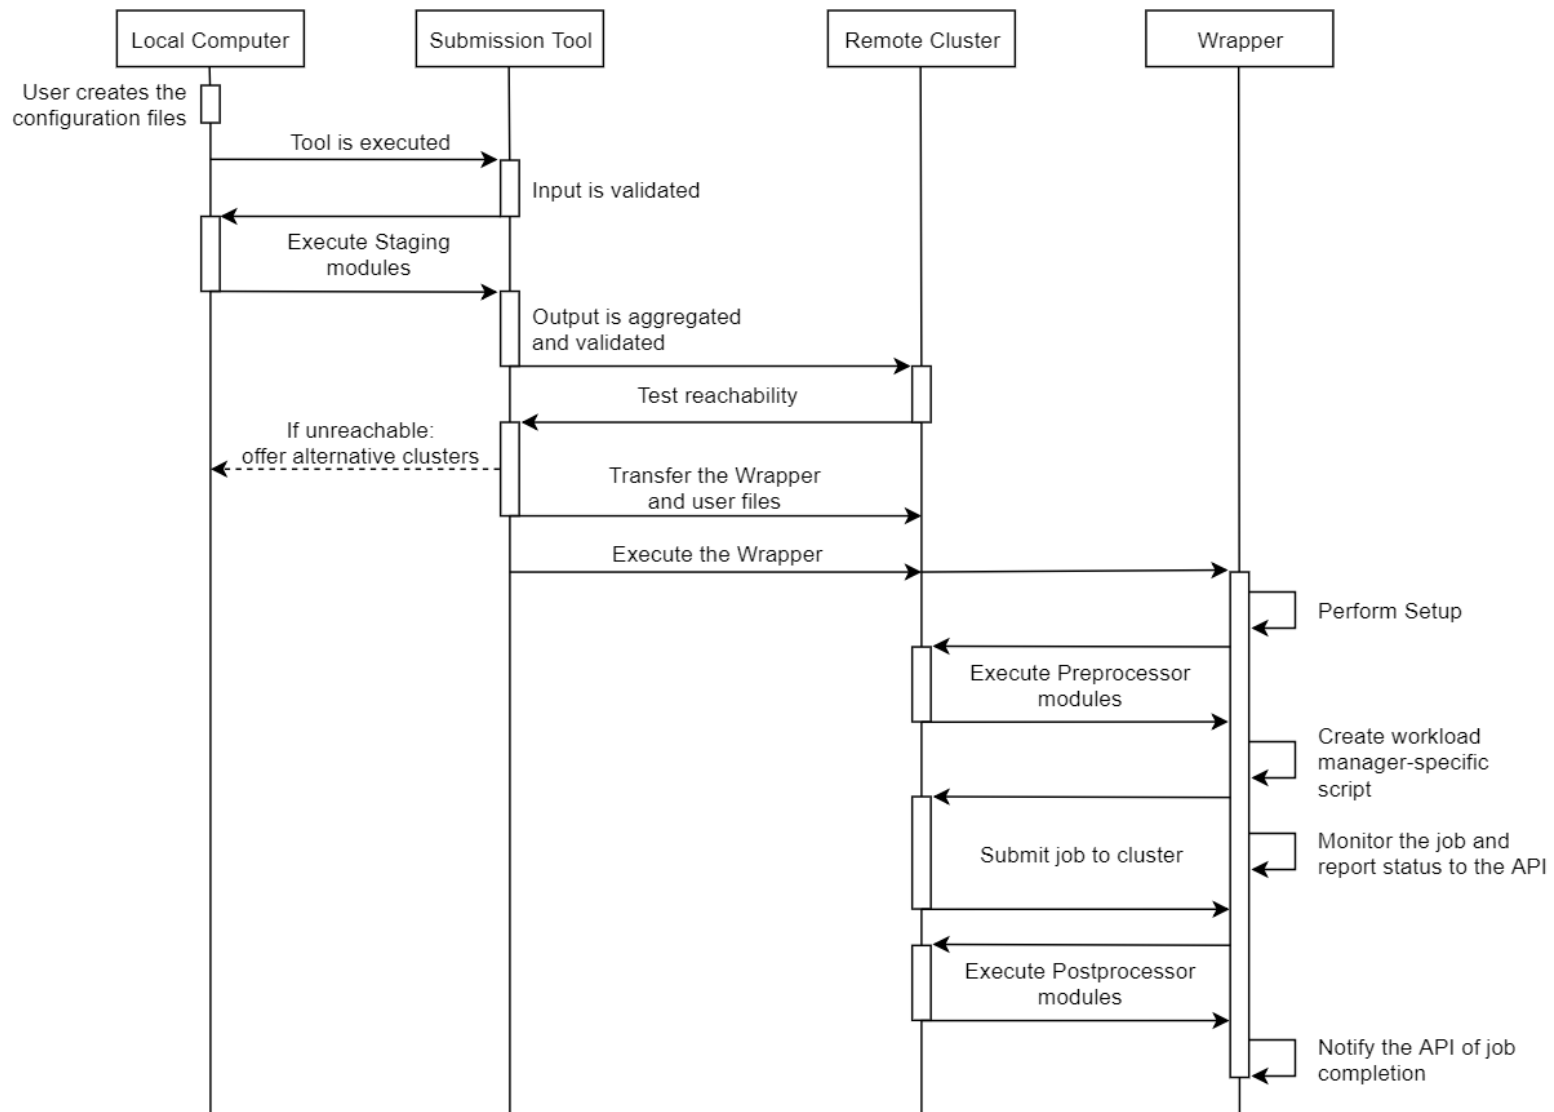 Local Computer
Submission Tool
Remote Cluster
Wrapper
User creates the
configuration files
Tool is executed
Input is validated
Execute Staging
modules
Output is aggregated
and validated
Test reachability
If unreachable:
offer alternative clusters
Transfer the Wrapper
and user files
Execute the Wrapper
Perform Setup
Execute Preprocessor
modules
Create workload
manager-specific
script
Submit job to cluster
Monitor the job and
report status to the API
Execute Postprocessor
modules
Notify the API of job
completion